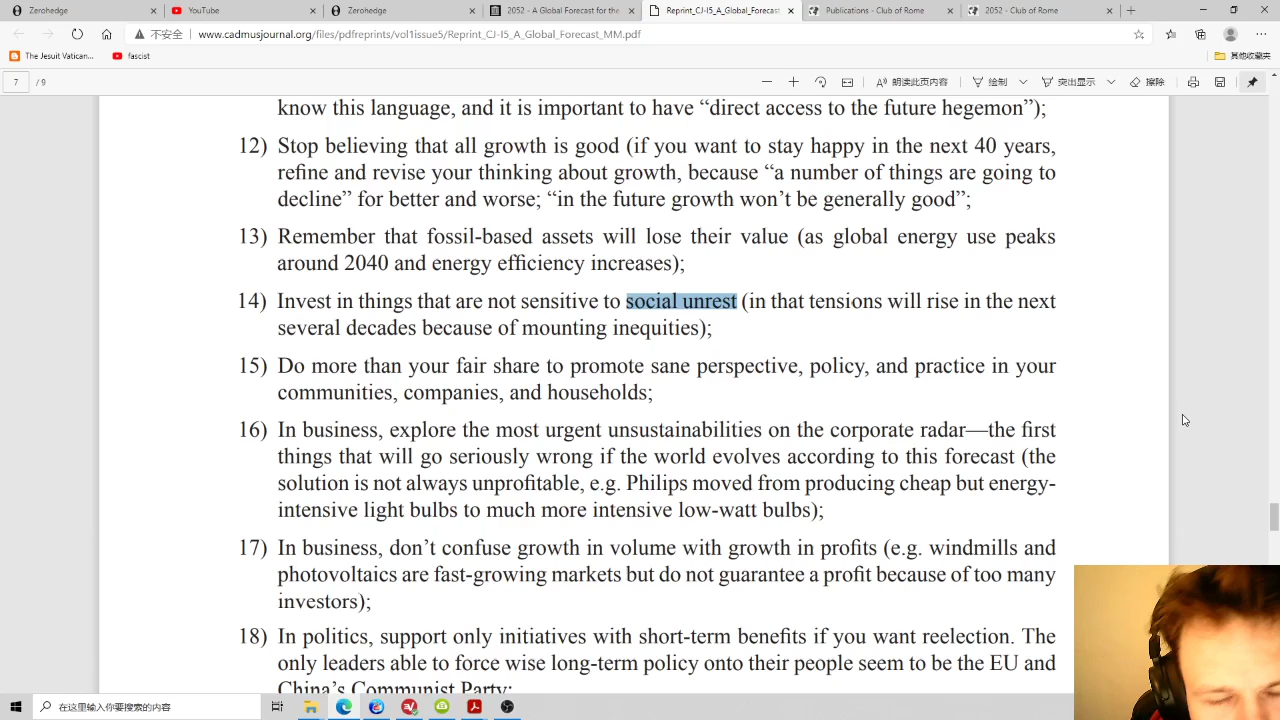 Zerohedge
YouTube
Zerohedge
2052 - A Global Forecast for the
Reprint_CJ-I5_A_Global_Forecast
Publications - Club of Rome
2052 - Club of Rome
不安全
www.cadmusjournal.org/files/pdfreprints/vol1issue5/Reprint_CJ-I5_A_Global_Forecast_MM.pdf
The Jesuit Vatican...
fascist
其他收藏夹
7 / 9
朗读此页内容
绘制
突出显示
擦除
know this language, and it is important to have “direct access to the future hegemon”);
12) Stop believing that all growth is good (if you want to stay happy in the next 40 years,
refine and revise your thinking about growth, because “a number of things are going to
decline” for better and worse; “in the future growth won’t be generally good”;
13) Remember that fossil-based assets will lose their value (as global energy use peaks
around 2040 and energy efficiency increases);
14) Invest in things that are not sensitive to social unrest (in that tensions will rise in the next
several decades because of mounting inequities);
15) Do more than your fair share to promote sane perspective, policy, and practice in your
communities, companies, and households;
16) In business, explore the most urgent unsustainabilities on the corporate radar—the first
things that will go seriously wrong if the world evolves according to this forecast (the
solution is not always unprofitable, e.g. Philips moved from producing cheap but energy-
intensive light bulbs to much more intensive low-watt bulbs);
17) In business, don’t confuse growth in volume with growth in profits (e.g. windmills and
photovoltaics are fast-growing markets but do not guarantee a profit because of too many
investors);
18) In politics, support only initiatives with short-term benefits if you want reelection. The
only leaders able to force wise long-term policy onto their people seem to be the EU and
China’s Communist Party;
在这里输入你要搜索的内容